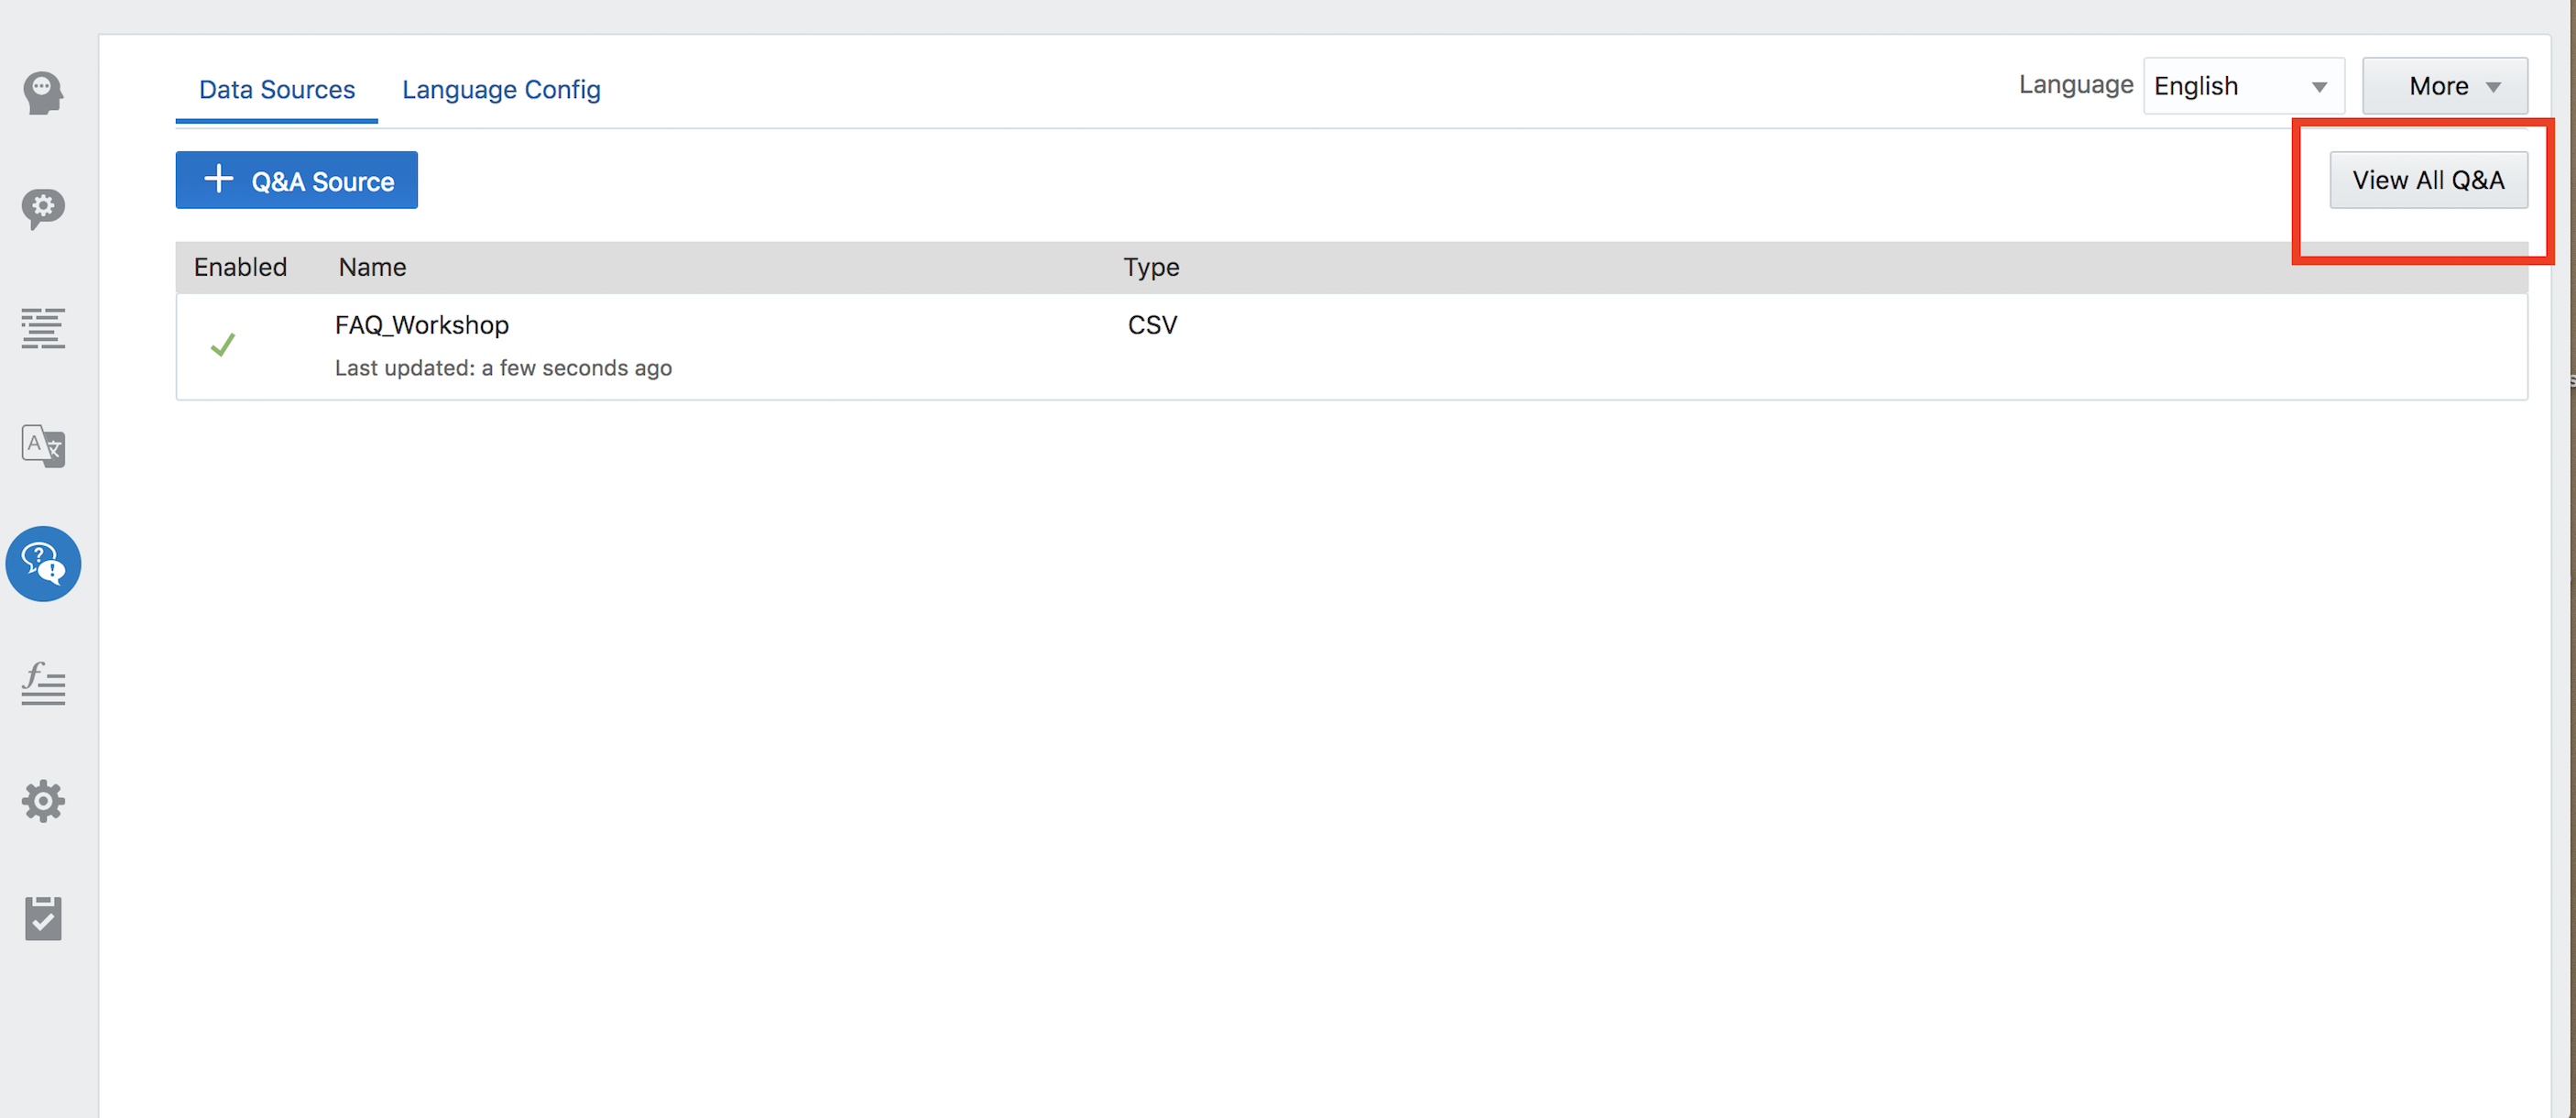 Data Sources
Language Config
Language
English
More
Q&A Source
View All Q&A
Enabled
Name
Type
FAQ_Workshop
CSV
Last updated: a few seconds ago